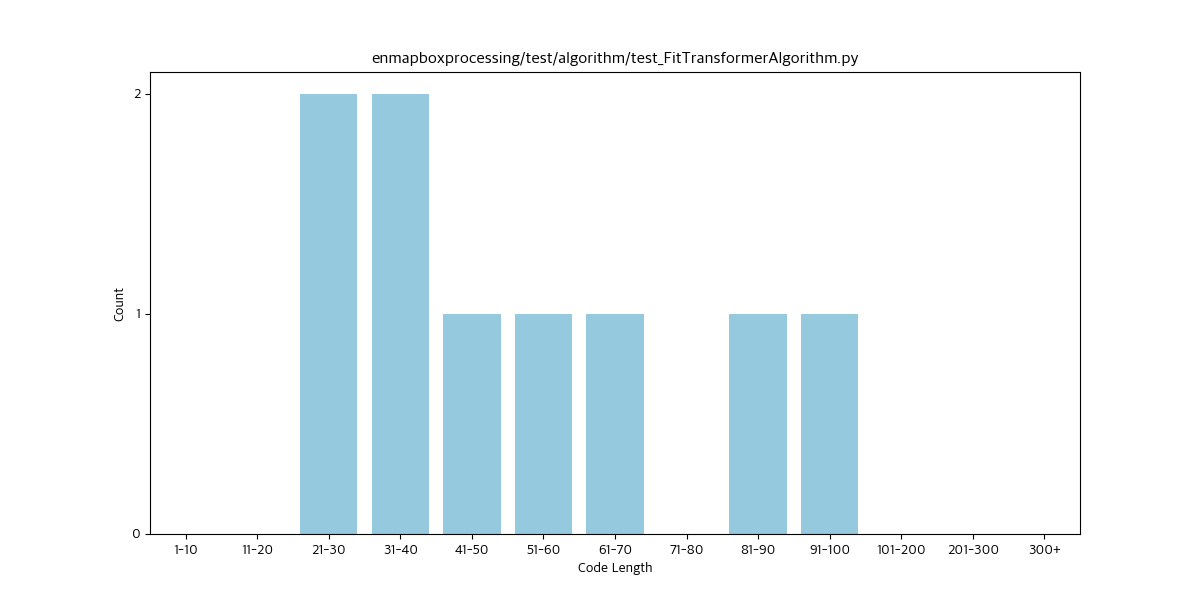 enmapboxprocessing/test/algorithm/test_FitTransformerAlgorithm.py
2
1
0
Count
1-10 11-20 21-30 31-40 41-50 51-60 61-70 71-80 81-90 91-100 101-200 201-300 300+
Code Length